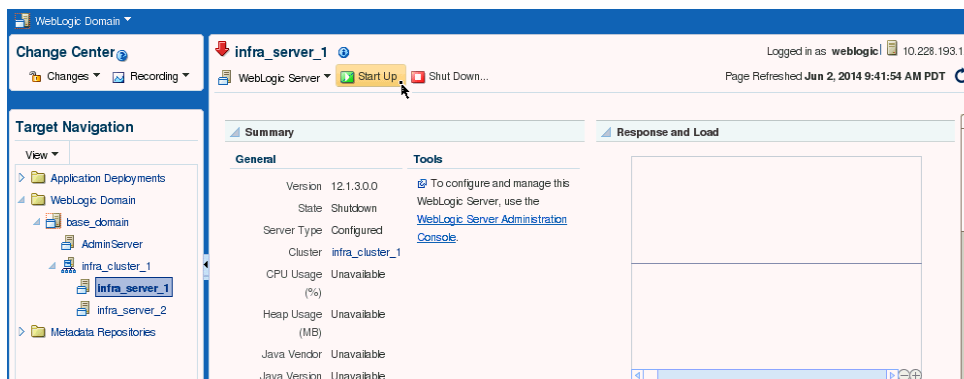 WebLogic Domain
Change Center
Changes Recording
Target Navigation
View
Application Deployments
WebLogic Domain
base_domain
AdminServer
infra_cluster_1
infra_server_1
infra_server_2
Metadata Repositories
infra_server_1
Logged in as weblogic 10.228.193.1
WebLogic Server Start Up Shut Down...
Page Refreshed Jun 2, 2014 9:41:54 AM PDT
Summary
General
Version 12.1.3.0.0
State Shutdown
Server Type Configured
Cluster infra_cluster_1
CPU Usage Unavailable
(%)
Heap Usage Unavailable
(MB)
Java Vendor Unavailable
Java Version Unavailable
Tools
To configure and manage this
WebLogic Server, use the
WebLogic Server Administration
Console.
Response and Load